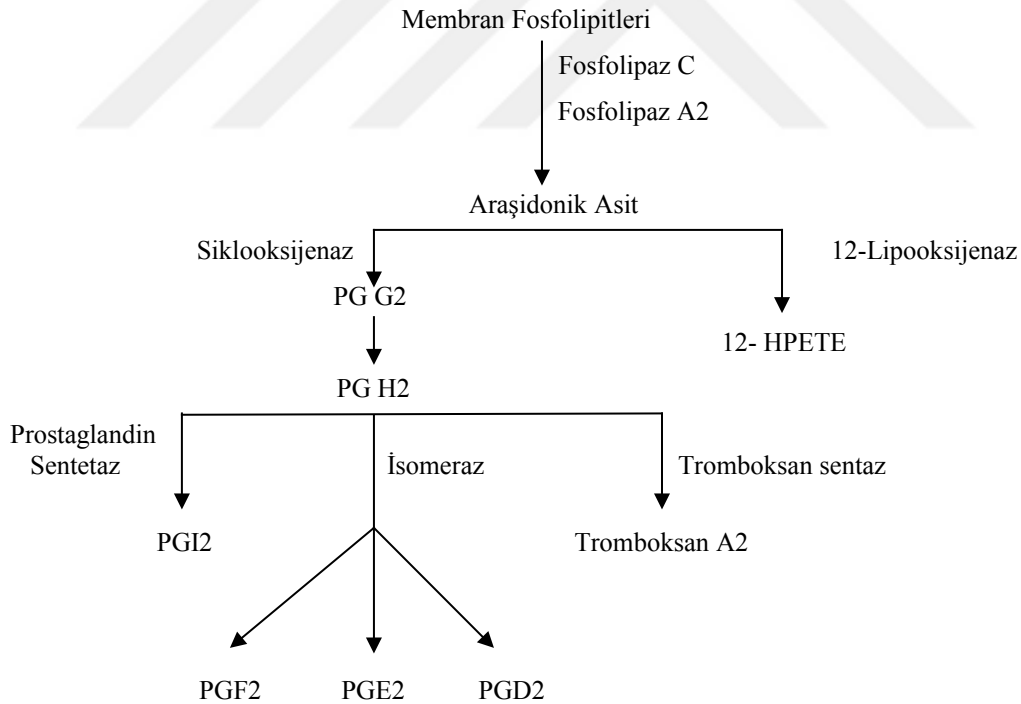 Membran Fosfolipitleri
Fosfolipaz C
Fosfolipaz A2
Araşidonik Asit
Siklooksijenaz
12-Lipooksijenaz
PG G2
12- HPETE
PG H2
Prostaglandin
Sentetaz
İsomeraz
Tromboksan sentaz
PGI2
Tromboksan A2
PGF2
PGE2
PGD2